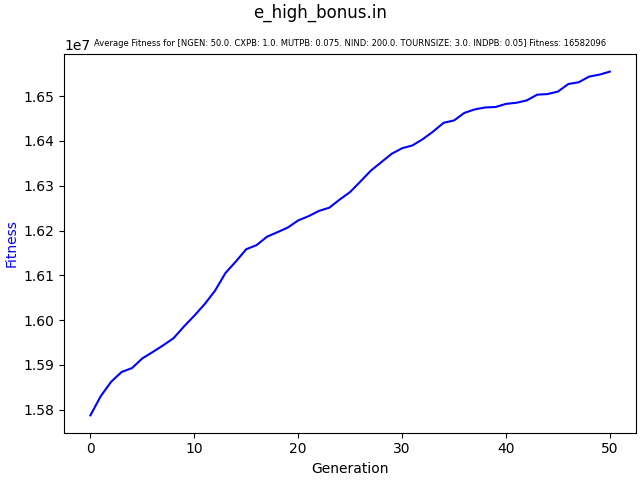 e_high_bonus.in
1e7 Average Fitness for [NGEN: 50.0. CXPB: 1.0. MUTPB: 0.075. NIND: 200.0. TOURNSIZE: 3.0. INDPB: 0.05] Fitness: 16582096
1.65
1.64
1.63
1.62
1.61
1.60
1.59
1.58
Fitness
0 10 20 30 40 50
Generation